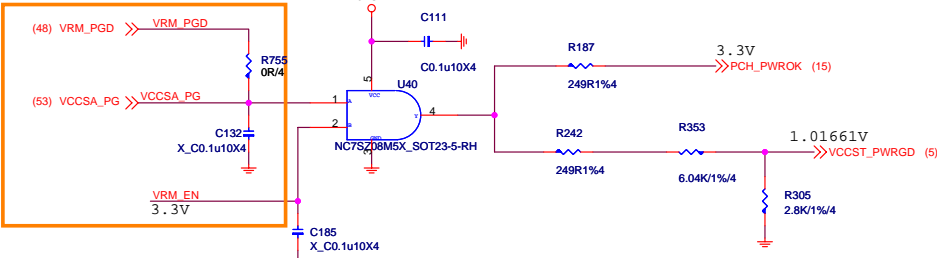 C111
C0.1u10X4
(48) VRM_PGD
VRM_PGD
R755
0R/4
(53) VCCSA_PG
VCCSA_PG
C132
X_C0.1u10X4
VRM_EN
3.3V
C185
X_C0.1u10X4
5
U40
VCC
1
A
2
B
Y
4
GND
3
NC7SZ08M5X_SOT23-5-RH
R187
249R1%4
3.3V
PCH_PWROK (15)
R242
249R1%4
R353
6.04K/1%/4
1.01661V
VCCST_PWRGD (5)
R305
2.8K/1%/4